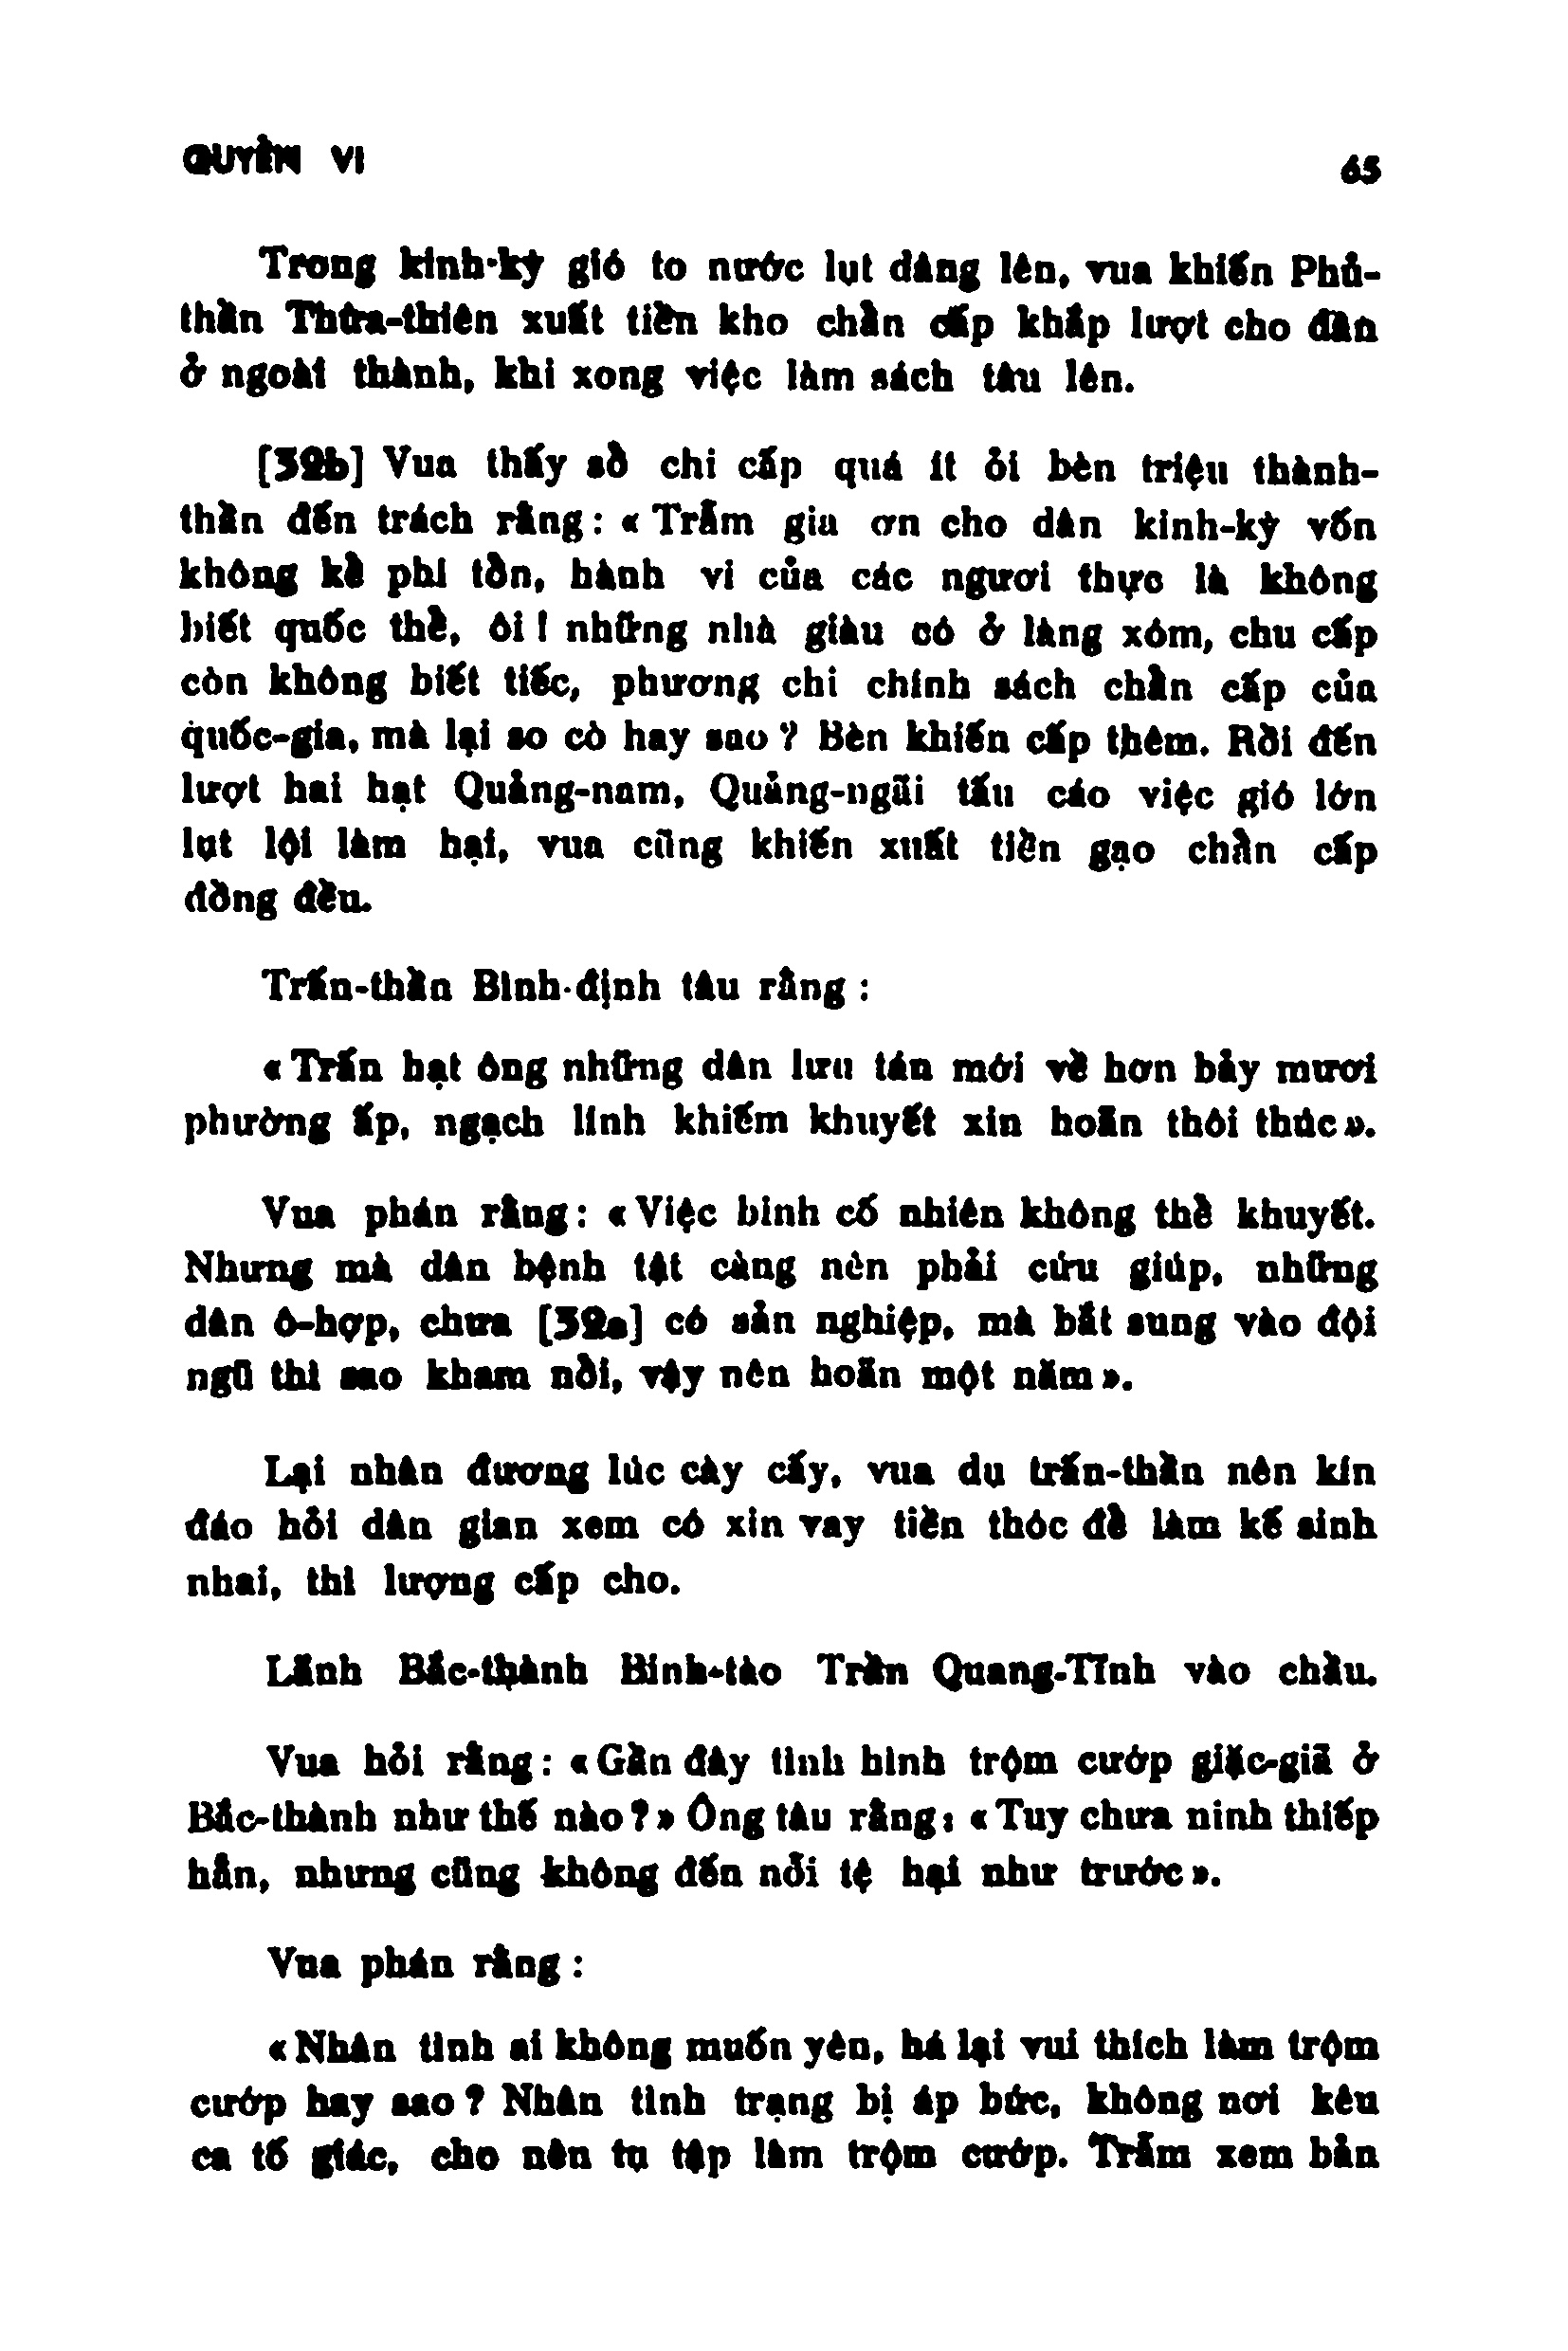 QUYỂN VI
65
Trong kinh-kỳ gió to nước lụt dâng lên, vua khiến Phủ-
thần Thừa-thiên xuất tiền kho chẩn cấp khắp lượt cho dân
ở ngoài thành, khi xong việc làm sách tâu lên.
[32b] Vua thấy sổ chi cấp quá ít ỏi bèn triệu thành-
thần đến trách rằng : « Trẫm gia ơn cho dân kinh-kỳ vốn
không kể phí tổn, hành vi của các ngươi thực là không
biết quốc thể, ôi ! những nhà giàu có ở làng xóm, chu cấp
còn không biết tiếc, phương chi chính sách chẩn cấp của
quốc-gia, mà lại so cò hay sao ? Bèn khiến cấp thêm. Rồi đến
lượt hai hạt Quảng-nam, Quảng-ngãi tấu cáo việc gió lớn
lụt lội làm hại, vua cũng khiến xuất tiền gạo chẩn cấp
đồng đều.
Trấn-thần Bình-định tâu rằng :
« Trấn hạt ông những dân lưu tán mới về hơn bảy mươi
phường ấp, ngạch lính khiếm khuyết xin hoãn thôi thúc ».
Vua phán rằng : « Việc binh cố nhiên không thể khuyết.
Nhưng mà dân bệnh tật càng nên phải cứu giúp, những
dân ô-hợp, chưa [32a] có sản nghiệp, mà bắt sung vào đội
ngũ thì sao kham nổi, vậy nên hoãn một năm ».
Lại nhân đương lúc cày cấy, vua dụ trấn-thần nên kín
đáo hỏi dân gian xem có xin vay tiền thóc để làm kế sinh
nhai, thì lượng cấp cho.
Lãnh Bắc-thành Binh-tào Trần Quang-Tĩnh vào chầu.
Vua hỏi rằng : « Gần đây tình hình trộm cướp giặc-giã ở
Bắc-thành như thế nào ? » Ông tâu rằng : « Tuy chưa ninh thiếp
hẳn, nhưng cũng không đến nỗi tệ hại như trước ».
Vua phán rằng :
« Nhân tình ai không muốn yên, há lại vui thích làm trộm
cướp hay sao ? Nhân tình trạng bị áp bức, không nơi kêu
ca tố giác, cho nên tụ tập làm trộm cướp. Trẫm xem bản